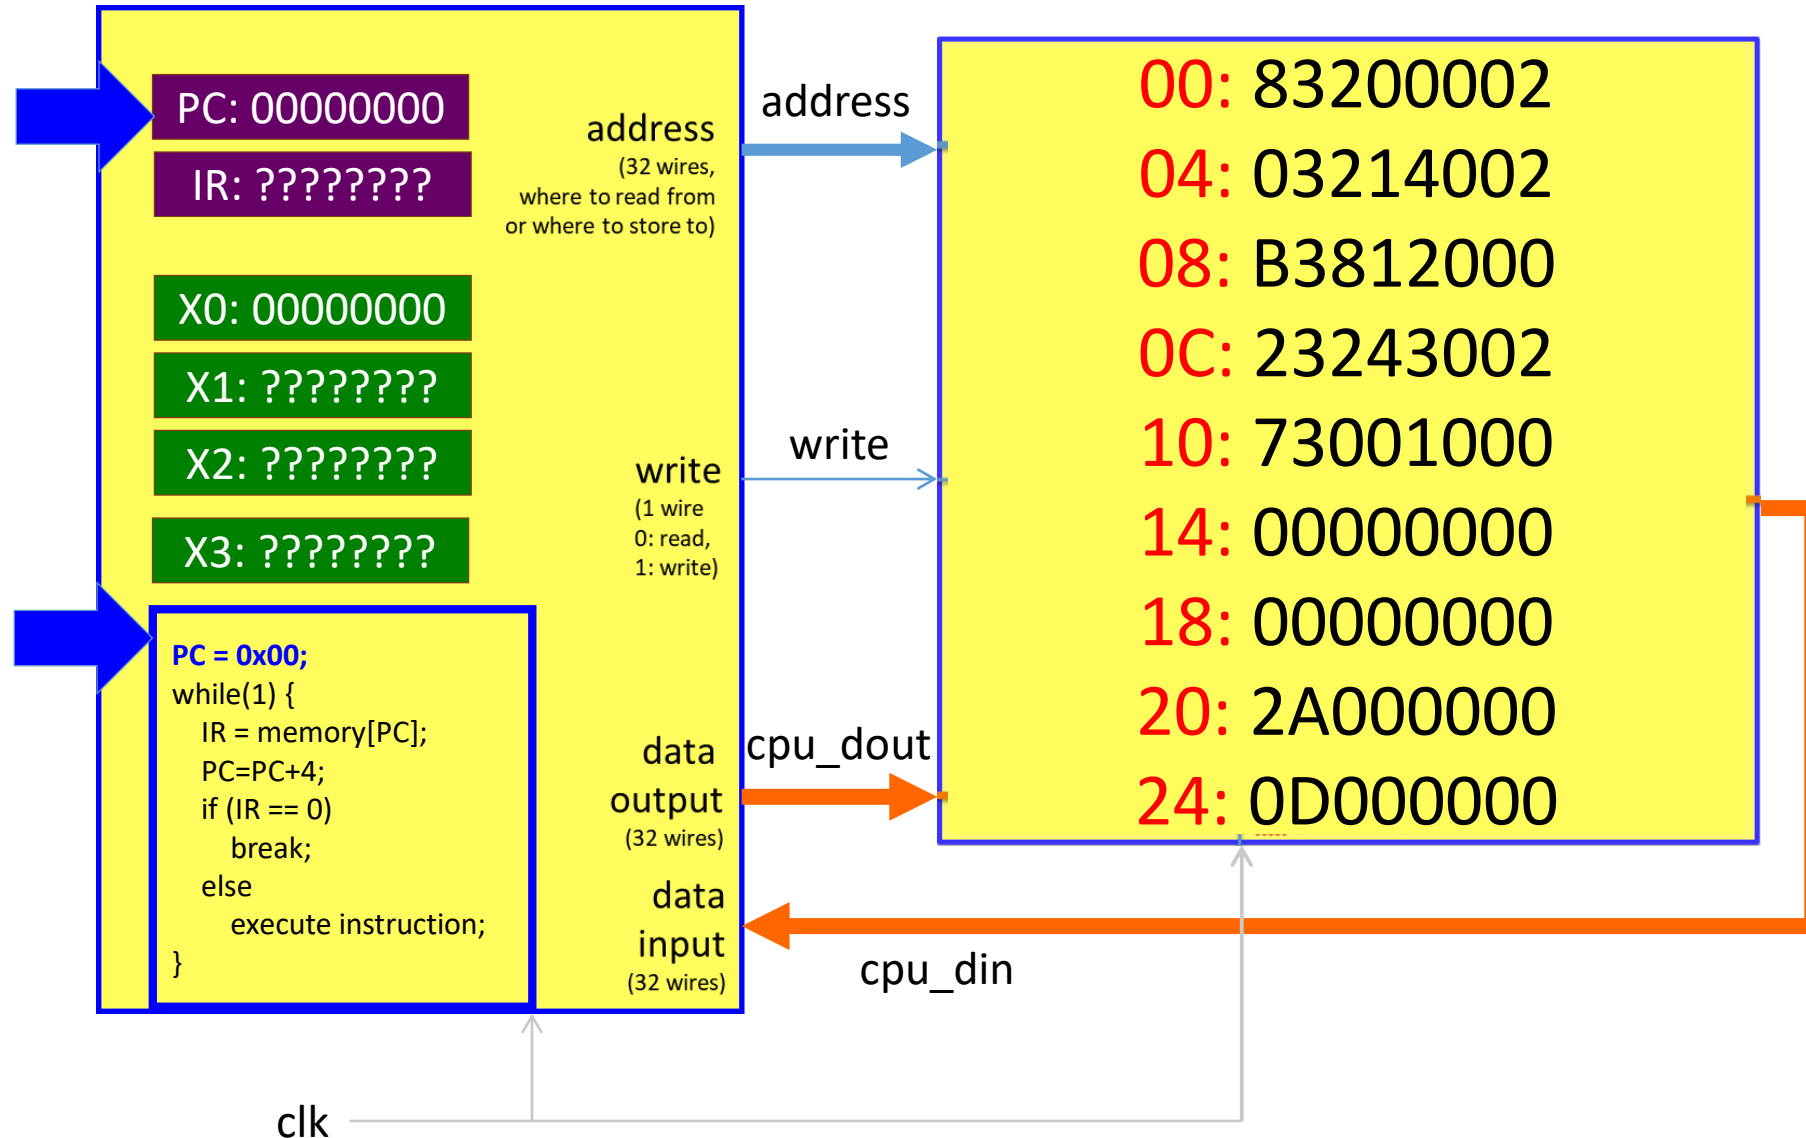 PC: 00000000
IR: ????????
X0: 00000000
X1: ????????
X2: ????????
X3: ????????
PC = 0x00;
while(1) {
IR = memory[PC];
PC=PC+4;
if (IR == 0)
break;
else
execute instruction;
}
address
(32 wires,
where to read from
or where to store to)
write
(1 wire
0: read,
1: write)
data
output
(32 wires)
data
input
(32 wires)
address
write
cpu_dout
cpu_din
00: 83200002
04: 03214002
08: B3812000
0C: 23243002
10: 73001000
14: 00000000
18: 00000000
20: 2A000000
24: 0D000000
clk